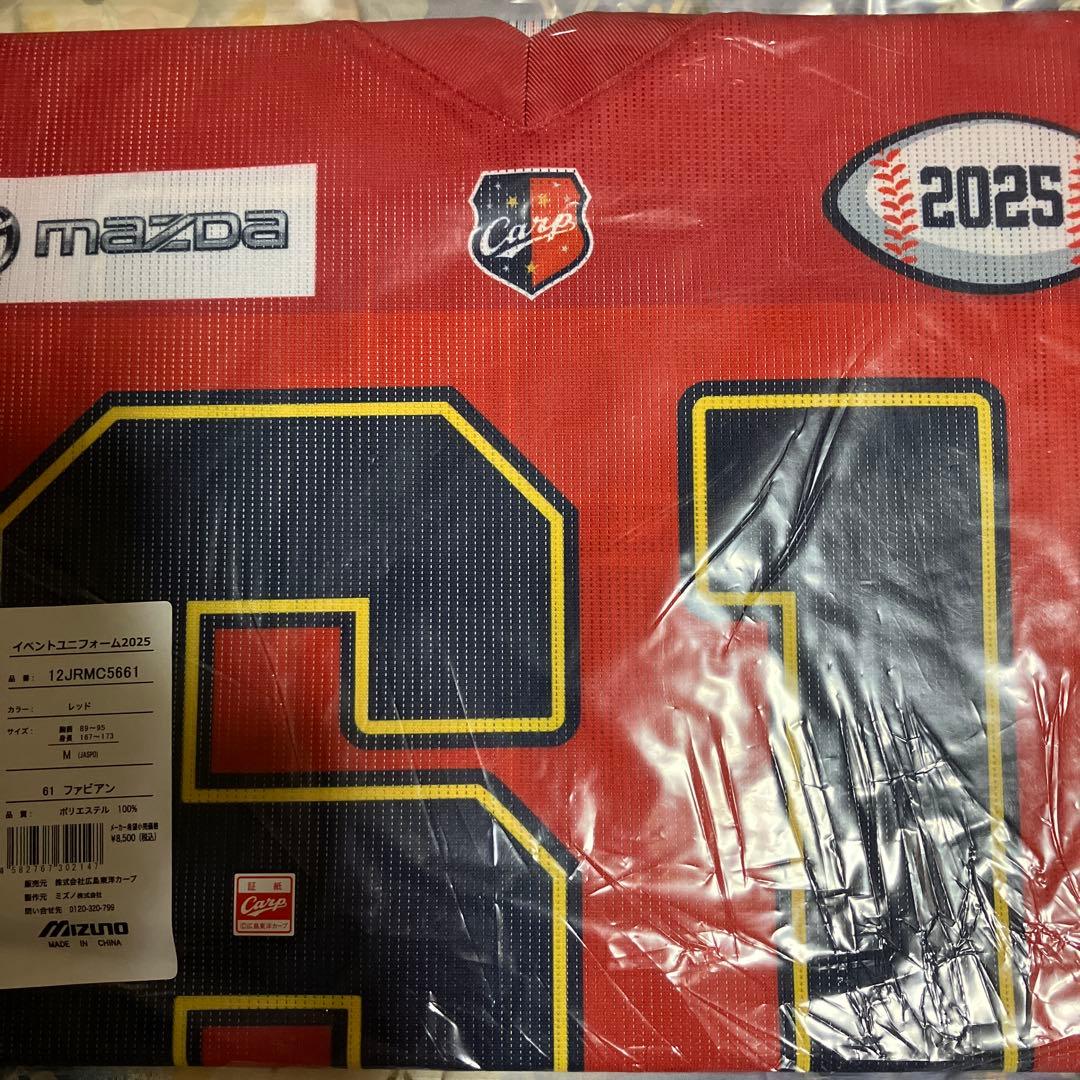 mazda
Carp
2025
61
イベントユニフォーム2025
品 番: 12JRMC5661
カラー: レッド
サイズ: 胸囲 89~95
身長 167~173
M (JASPO)
61 ファビアン
品 質: ポリエステル 100%
メーカー希望小売価格
¥8,500 (税込)
4582767302147
販売元 株式会社広島東洋カープ
製作元 ミズノ株式会社
問い合せ先 0120-320-799
MIZUNO
MADE IN CHINA
証 紙
Carp
©広島東洋カープ